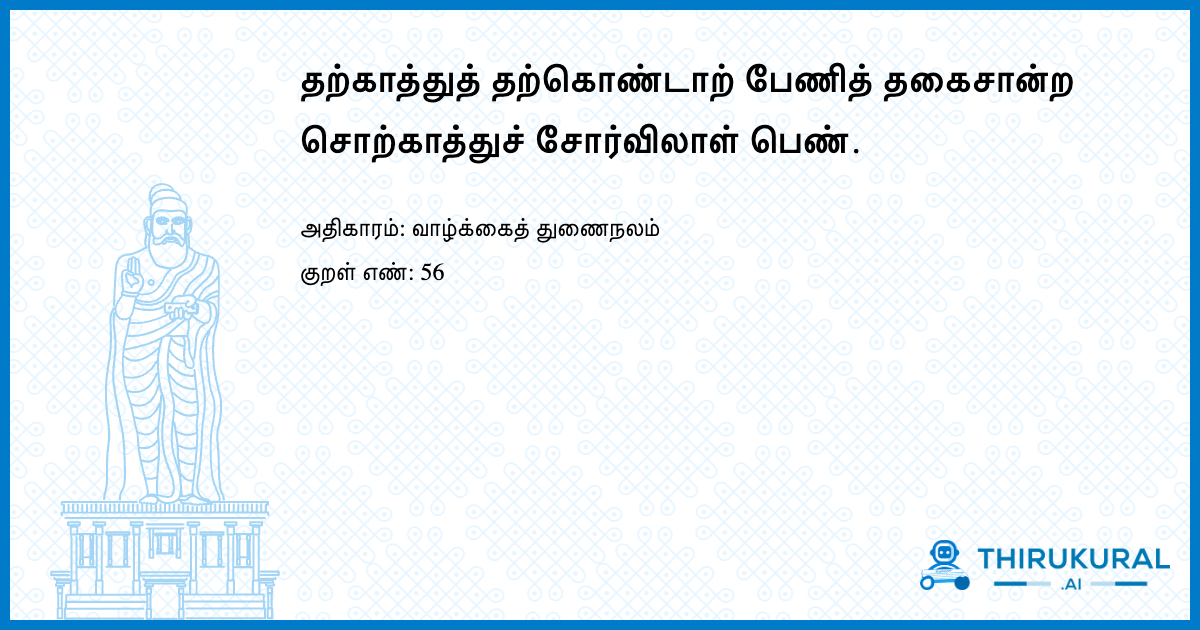 தற்காத்துத் தற்கொண்டாற் பேணித் தகைசான்ற
சொற்காத்துச் சோர்விலாள் பெண்.
அதிகாரம்: வாழ்க்கைத் துணைநலம்
குறள் எண்: 56
THIRUKURAL
.AI